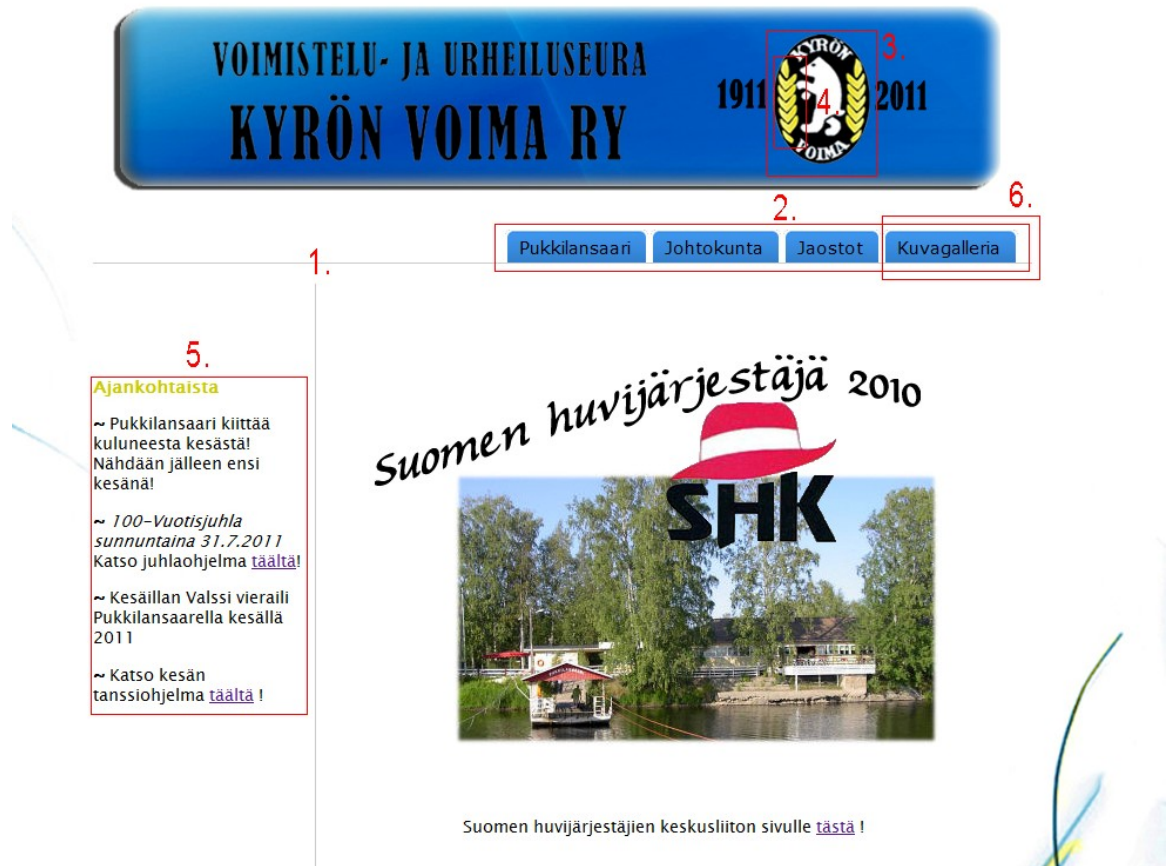 VOIMISTELU- JA URHEILUSEURA
KYRÖN VOIMA RY
1911
KYRÖN
VOIMA
2011
3.
4.
2.
6.
Pukkilansaari Johtokunta Jaostot Kuvagalleria
1.
5.
Ajankohtaista
~ Pukkilansaari kiittää
kuluneesta kesästä!
Nähdään jälleen ensi
kesänä!
~ 100-Vuotisjuhla
sunnuntaina 31.7.2011
Katso juhlaohjelma täältä!
~ Kesäillan Valssi vieraili
Pukkilansaarella kesällä
2011
~ Katso kesän
tanssiohjelma täältä !
Suomen huvijärjestäjä 2010
SHK
Suomen huvijärjestäjien keskusliiton sivulle tästä !